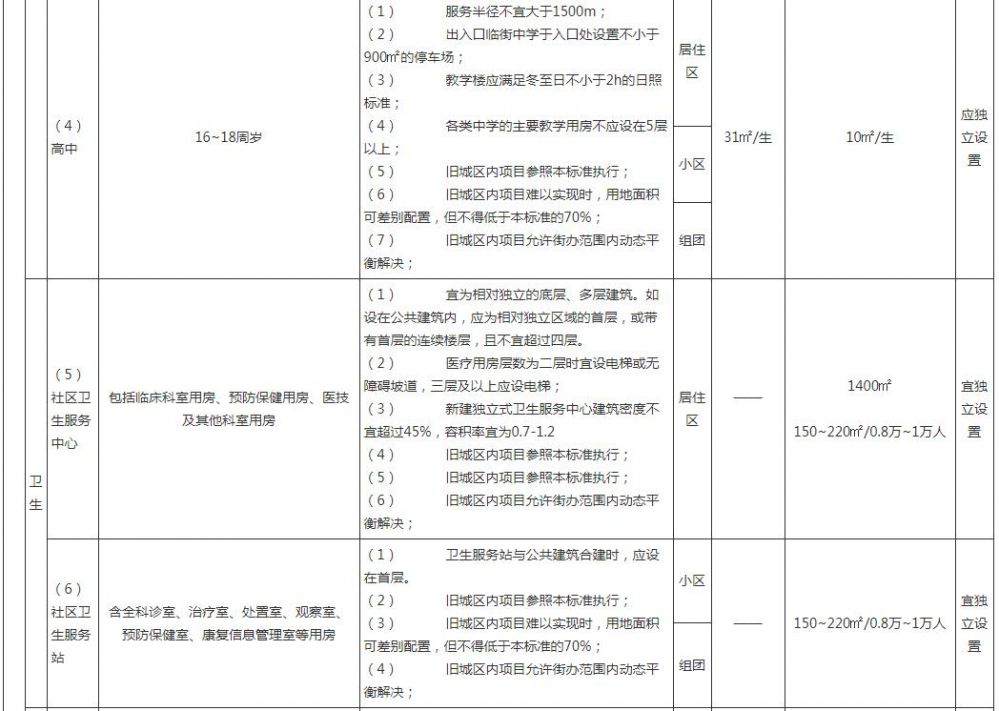 （4）
高中
16~18周岁
（1） 服务半径不宜大于1500m；
（2） 出入口临街中学于入口处设置不小于
900㎡的停车场；
（3） 教学楼应满足冬至日不小于2h的日照
标准；
（4） 各类中学的主要教学用房不应设在5层
以上；
（5） 旧城区内项目参照本标准执行；
（6） 旧城区内项目难以实现时，用地面积
可差别配置，但不得低于本标准的70%；
（7） 旧城区内项目允许街办范围内动态平
衡解决；
居住
区
小区
组团
31㎡/生
10㎡/生
应独
立设
置
卫
生
（5）
社区卫
生服务
中心
包括临床科室用房、预防保健用房、医技
及其他科室用房
（1） 宜为相对独立的底层、多层建筑。如
设在公共建筑内，应为相对独立区域的首层，或带
有首层的连续楼层，且不宜超过四层。
（2） 医疗用房层数为二层时宜设电梯或无
障碍坡道，三层及以上应设电梯；
（3） 新建独立式卫生服务中心建筑密度不
宜超过45%，容积率宜为0.7-1.2
（4） 旧城区内项目参照本标准执行；
（5） 旧城区内项目参照本标准执行；
（6） 旧城区内项目允许街办范围内动态平
衡解决；
居住
区
——
1400㎡
150~220㎡/0.8万~1万人
宜独
立设
置
（6）
社区卫
生服务
站
含全科诊室、治疗室、处置室、观察室、
预防保健室、康复信息管理室等用房
（1） 卫生服务站与公共建筑合建时，应设
在首层。
（2） 旧城区内项目参照本标准执行；
（3） 旧城区内项目难以实现时，用地面积
可差别配置，但不得低于本标准的70%；
（4） 旧城区内项目允许街办范围内动态平
衡解决；
小区
组团
——
150~220㎡/0.8万~1万人
宜独
立设
置